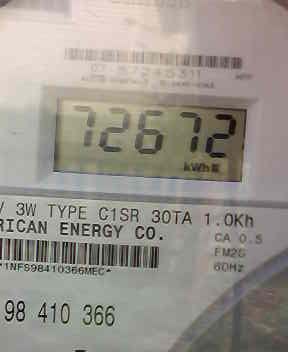 72672
kWh
V 3W TYPE C1SR 30TA 1.0Kh
RICAN ENERGY CO.
CA 0.5
FM2S
60Hz
*1NFS98410366MEC*
98 410 366